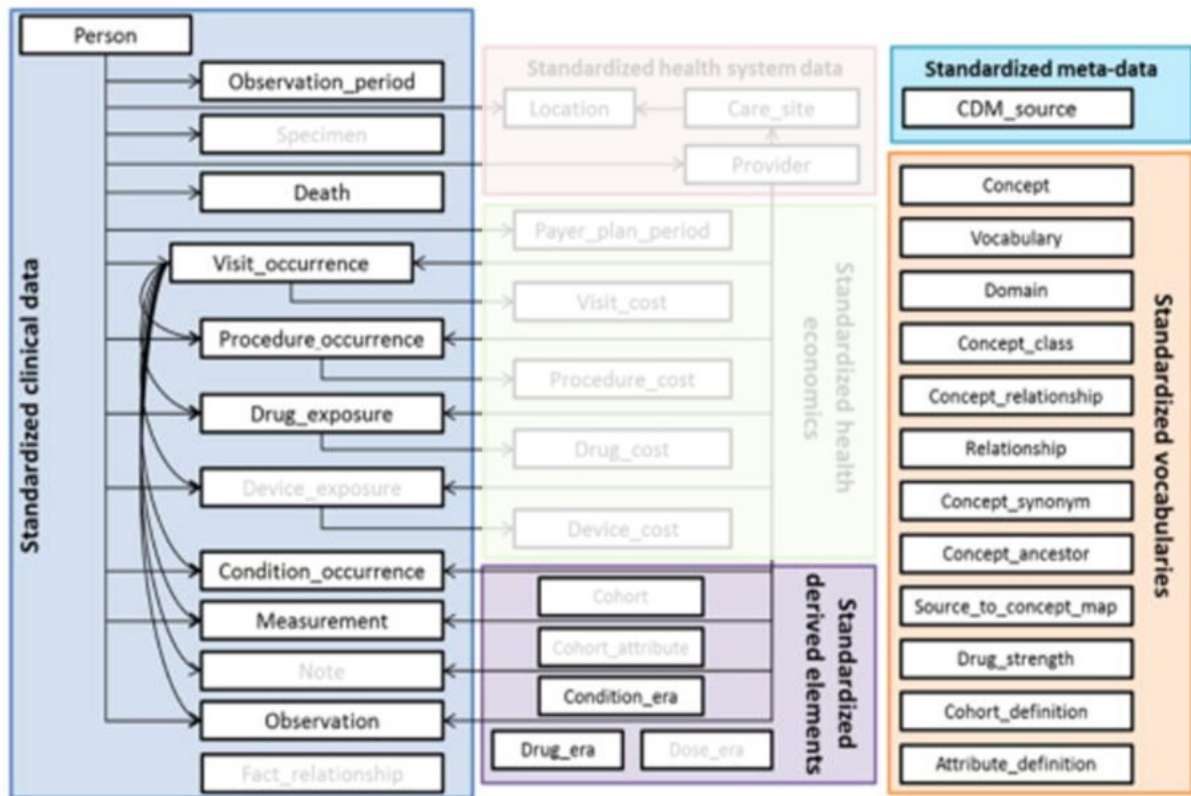 Person
Standardized clinical data
Observation_period
Specimen
Death
Visit_occurrence
Procedure_occurrence
Drug_exposure
Device_exposure
Condition_occurrence
Measurement
Note
Observation
Fact_relationship
Standardized health system data
Location
Care_site
Provider
Payer_plan_period
Visit_cost
Procedure_cost
Drug_cost
Device_cost
Standardized health
economics
Cohort
Cohort_attribute
Condition_era
Drug_era
Dose_era
Standardized
derived elements
Standardized meta-data
CDM_source
Concept
Vocabulary
Domain
Concept_class
Concept_relationship
Relationship
Concept_synonym
Concept_ancestor
Source_to_concept_map
Drug_strength
Cohort_definition
Attribute_definition
Standardized vocabularies